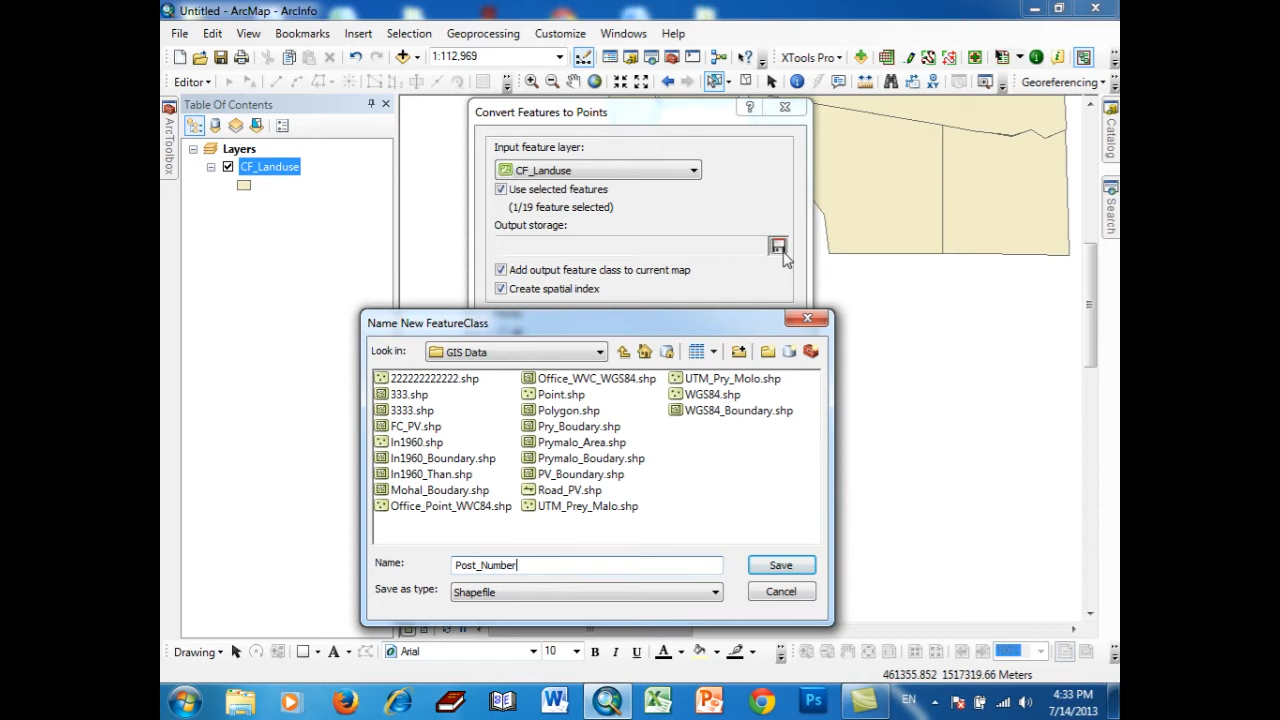 Untitled - ArcMap - ArcInfo
File Edit View Bookmarks Insert Selection Geoprocessing Customize Windows Help
1:112,969 XTools Pro
Editor Georeferencing
Table Of Contents
ArcToolbox
Layers
CF_Landuse
Catalog
Search
Convert Features to Points
Input feature layer:
CF_Landuse
Use selected features
(1/19 feature selected)
Output storage:
Add output feature class to current map
Create spatial index
Name New FeatureClass
Look in: GIS Data
222222222222.shp Office_WVC_WGS84.shp UTM_Pry_Molo.shp
333.shp Point.shp WGS84.shp
3333.shp Polygon.shp WGS84_Boundary.shp
FC_PV.shp Pry_Boudary.shp
In1960.shp Prymalo_Area.shp
In1960_Boundary.shp Prymalo_Boudary.shp
In1960_Than.shp PV_Boundary.shp
Mohal_Boudary.shp Road_PV.shp
Office_Point_WVC84.shp UTM_Prey_Malo.shp
Name: Post_Number Save
Save as type: Shapefile Cancel
Drawing A Arial 10 B I U A 100%
461355.852 1517319.66 Meters
EN 4:33 PM
7/14/2013